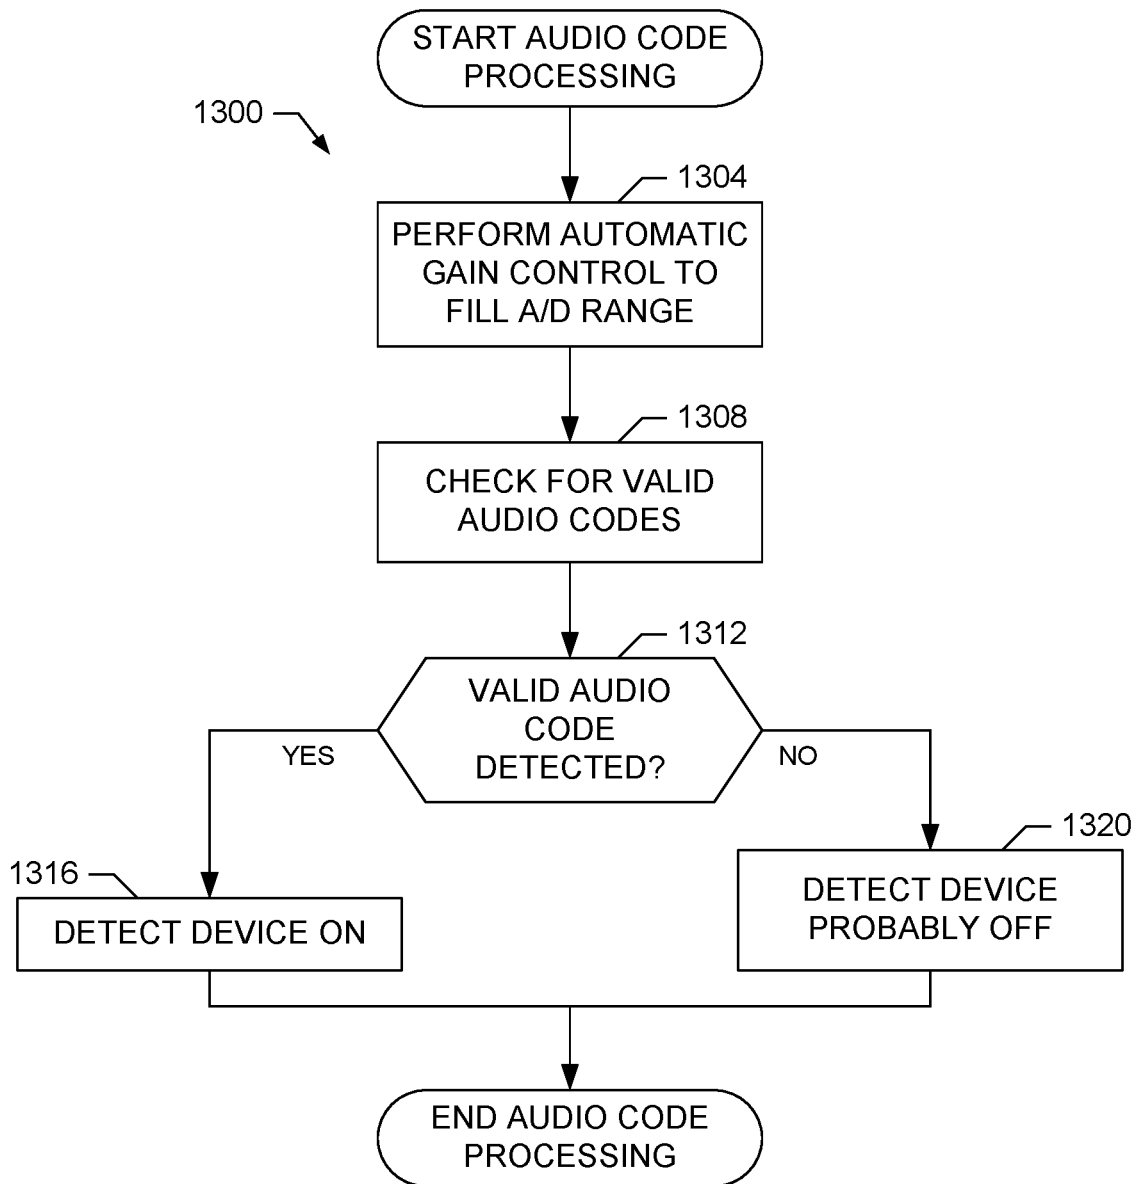 START AUDIO CODE
PROCESSING
1300
1304
PERFORM AUTOMATIC
GAIN CONTROL TO
FILL A/D RANGE
1308
CHECK FOR VALID
AUDIO CODES
1312
VALID AUDIO
CODE
DETECTED?
YES
NO
1316
DETECT DEVICE ON
1320
DETECT DEVICE
PROBABLY OFF
END AUDIO CODE
PROCESSING